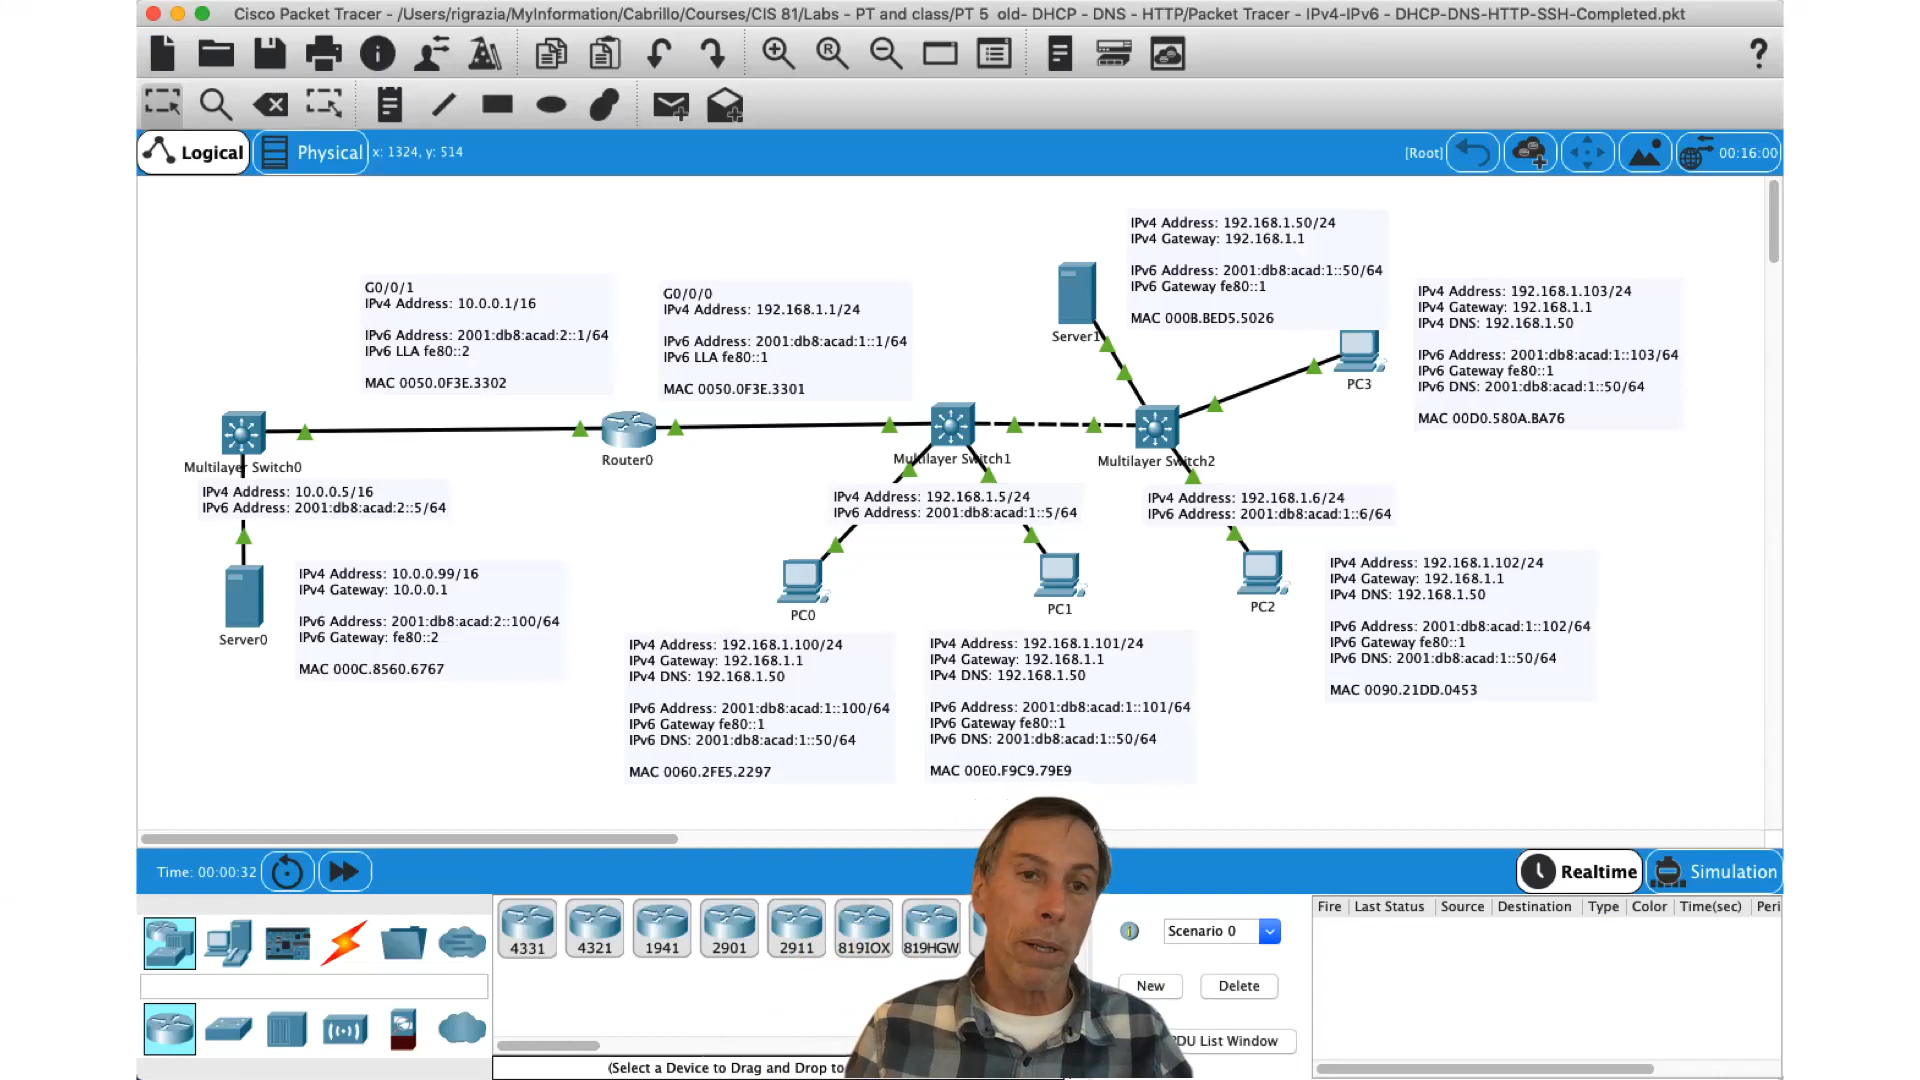 Cisco Packet Tracer - /Users/rigrazia/MyInformation/Cabrillo/Courses/CIS 81/Labs - PT and class/PT 5 old- DHCP - DNS - HTTP/Packet Tracer - IPv4-IPv6 - DHCP-DNS-HTTP-SSH-Completed.pkt
?
Logical
Physical
x: 1324, y: 514
[Root]
00:16:00
G0/0/1
IPv4 Address: 10.0.0.1/16
IPv6 Address: 2001:db8:acad:2::1/64
IPv6 LLA fe80::2
MAC 0050.0F3E.3302
G0/0/0
IPv4 Address: 192.168.1.1/24
IPv6 Address: 2001:db8:acad:1::1/64
IPv6 LLA fe80::1
MAC 0050.0F3E.3301
IPv4 Address: 192.168.1.50/24
IPv4 Gateway: 192.168.1.1
IPv6 Address: 2001:db8:acad:1::50/64
IPv6 Gateway fe80::1
MAC 000B.BED5.5026
Server1
IPv4 Address: 192.168.1.103/24
IPv4 Gateway: 192.168.1.1
IPv4 DNS: 192.168.1.50
IPv6 Address: 2001:db8:acad:1::103/64
IPv6 Gateway fe80::1
IPv6 DNS: 2001:db8:acad:1::50/64
MAC 00D0.580A.BA76
PC3
Multilayer Switch0
Router0
Multilayer Switch1
Multilayer Switch2
IPv4 Address: 10.0.0.5/16
IPv6 Address: 2001:db8:acad:2::5/64
IPv4 Address: 192.168.1.5/24
IPv6 Address: 2001:db8:acad:1::5/64
IPv4 Address: 192.168.1.6/24
IPv6 Address: 2001:db8:acad:1::6/64
Server0
IPv4 Address: 10.0.0.99/16
IPv4 Gateway: 10.0.0.1
IPv6 Address: 2001:db8:acad:2::100/64
IPv6 Gateway: fe80::2
MAC 000C.8560.6767
PC0
PC1
PC2
IPv4 Address: 192.168.1.100/24
IPv4 Gateway: 192.168.1.1
IPv4 DNS: 192.168.1.50
IPv6 Address: 2001:db8:acad:1::100/64
IPv6 Gateway fe80::1
IPv6 DNS: 2001:db8:acad:1::50/64
MAC 0060.2FE5.2297
IPv4 Address: 192.168.1.101/24
IPv4 Gateway: 192.168.1.1
IPv4 DNS: 192.168.1.50
IPv6 Address: 2001:db8:acad:1::101/64
IPv6 Gateway fe80::1
IPv6 DNS: 2001:db8:acad:1::50/64
MAC 00E0.F9C9.79E9
IPv4 Address: 192.168.1.102/24
IPv4 Gateway: 192.168.1.1
IPv4 DNS: 192.168.1.50
IPv6 Address: 2001:db8:acad:1::102/64
IPv6 Gateway fe80::1
IPv6 DNS: 2001:db8:acad:1::50/64
MAC 0090.21DD.0453
Time: 00:00:32
Realtime
Simulation
4331 4321 1941 2901 2911 819IOX 819HGW
Scenario 0
New
Delete
PDU List Window
Fire Last Status Source Destination Type Color Time(sec) Peri
(Select a Device to Drag and Drop to